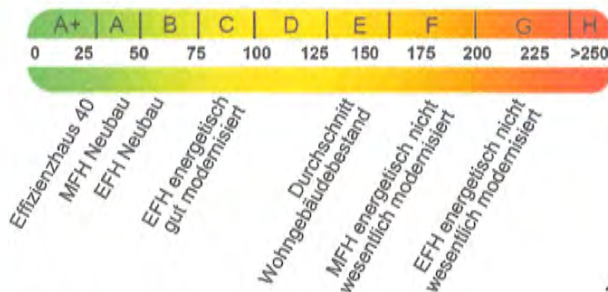 A+ A B C D E F G H
0 25 50 75 100 125 150 175 200 225 >250
Effizienzhaus 40
MFH Neubau
EFH Neubau
EFH energetisch
gut modernisiert
Durchschnitt
Wohngebäudebestand
MFH energetisch nicht
wesentlich modernisiert
EFH energetisch nicht
wesentlich modernisiert